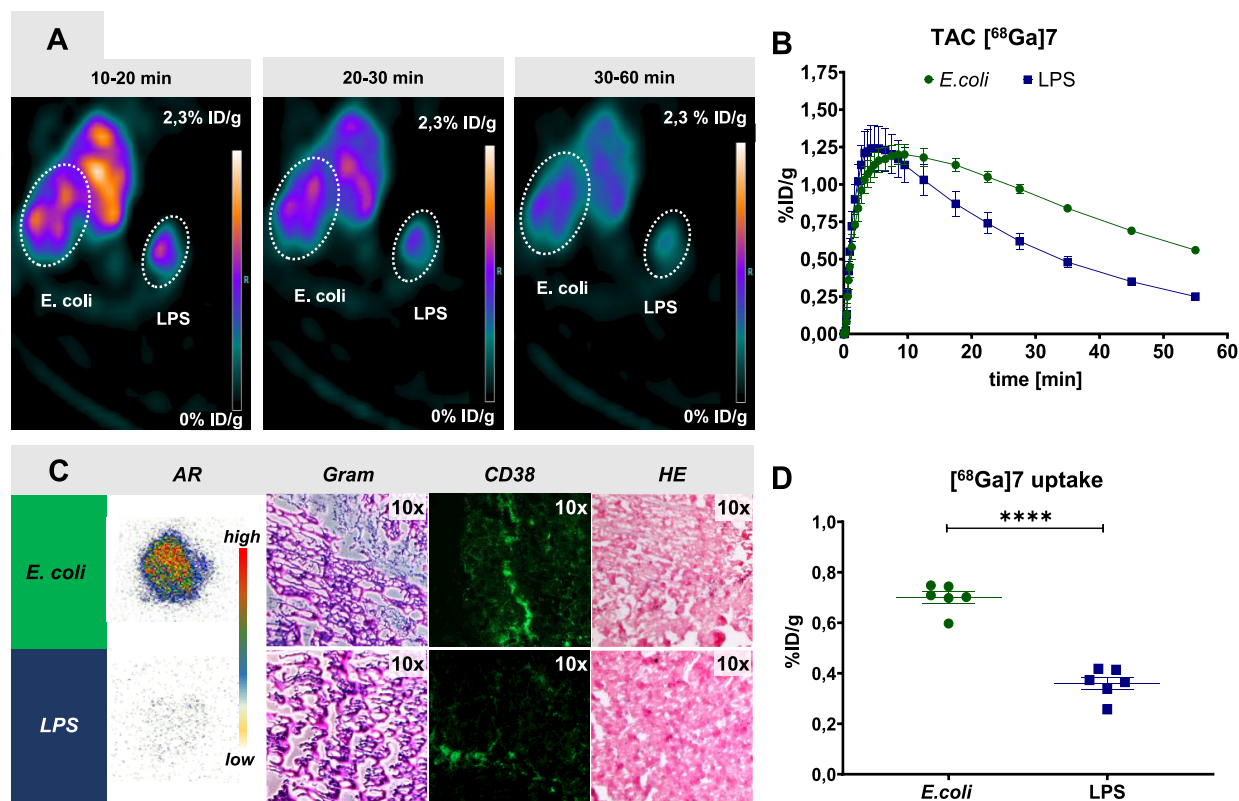 A
10-20 min
20-30 min
30-60 min
2,3% ID/g
2,3% ID/g
2,3 % ID/g
E. coli
LPS
E. coli
LPS
E. coli
LPS
0% ID/g
0% ID/g
0% ID/g
B
TAC [⁶⁸Ga]7
E.coli
LPS
%ID/g
1,75
1,50
1,25
1,00
0,75
0,50
0,25
0,00
0 10 20 30 40 50 60
time [min]
C
AR
Gram
CD38
HE
E. coli
high
low
10x
10x
10x
LPS
10x
10x
10x
D
[⁶⁸Ga]7 uptake
****
%ID/g
1,0
0,8
0,6
0,4
0,2
0,0
E.coli
LPS